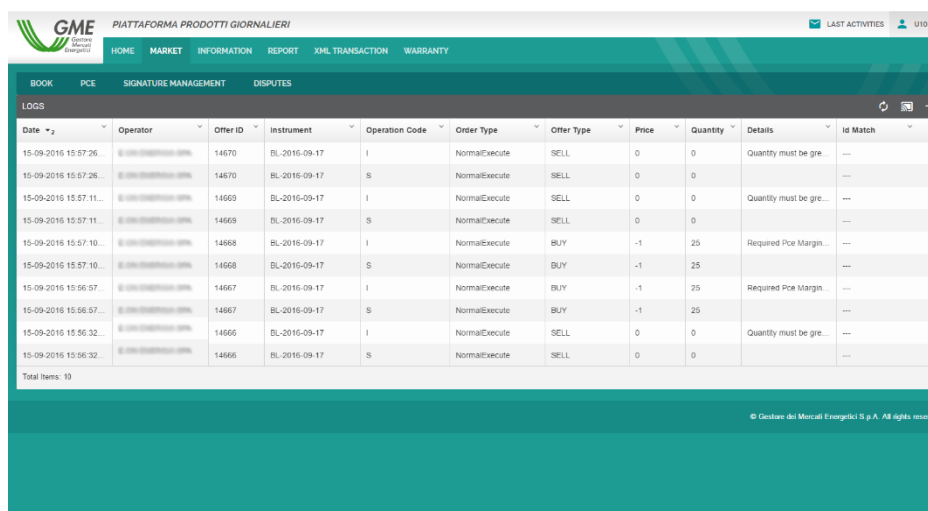 GME PIATTAFORMA PRODOTTI GIORNALIERI LAST ACTIVITIES U10
Gestore
Mercati
Energetici
HOME MARKET INFORMATION REPORT XML TRANSACTION WARRANTY
BOOK PCE SIGNATURE MANAGEMENT DISPUTES
LOGS
Date 2 Operator Offer ID Instrument Operation Code Order Type Offer Type Price Quantity Details Id Match
15-09-2016 15:57:26... 14670 BL-2016-09-17 I NormalExecute SELL 0 0 Quantity must be gre... ---
15-09-2016 15:57:26... 14670 BL-2016-09-17 S NormalExecute SELL 0 0 ---
15-09-2016 15:57:11... 14669 BL-2016-09-17 I NormalExecute SELL 0 0 Quantity must be gre... ---
15-09-2016 15:57:11... 14669 BL-2016-09-17 S NormalExecute SELL 0 0 ---
15-09-2016 15:57:10... 14668 BL-2016-09-17 I NormalExecute BUY -1 25 Required Pce Margin... ---
15-09-2016 15:57:10... 14668 BL-2016-09-17 S NormalExecute BUY -1 25 ---
15-09-2016 15:56:57... 14667 BL-2016-09-17 I NormalExecute BUY -1 25 Required Pce Margin... ---
15-09-2016 15:56:57... 14667 BL-2016-09-17 S NormalExecute BUY -1 25 ---
15-09-2016 15:56:32... 14666 BL-2016-09-17 I NormalExecute SELL 0 0 Quantity must be gre... ---
15-09-2016 15:56:32... 14666 BL-2016-09-17 S NormalExecute SELL 0 0 ---
Total Items: 10
© Gestore dei Mercati Energetici S.p.A. All rights rese